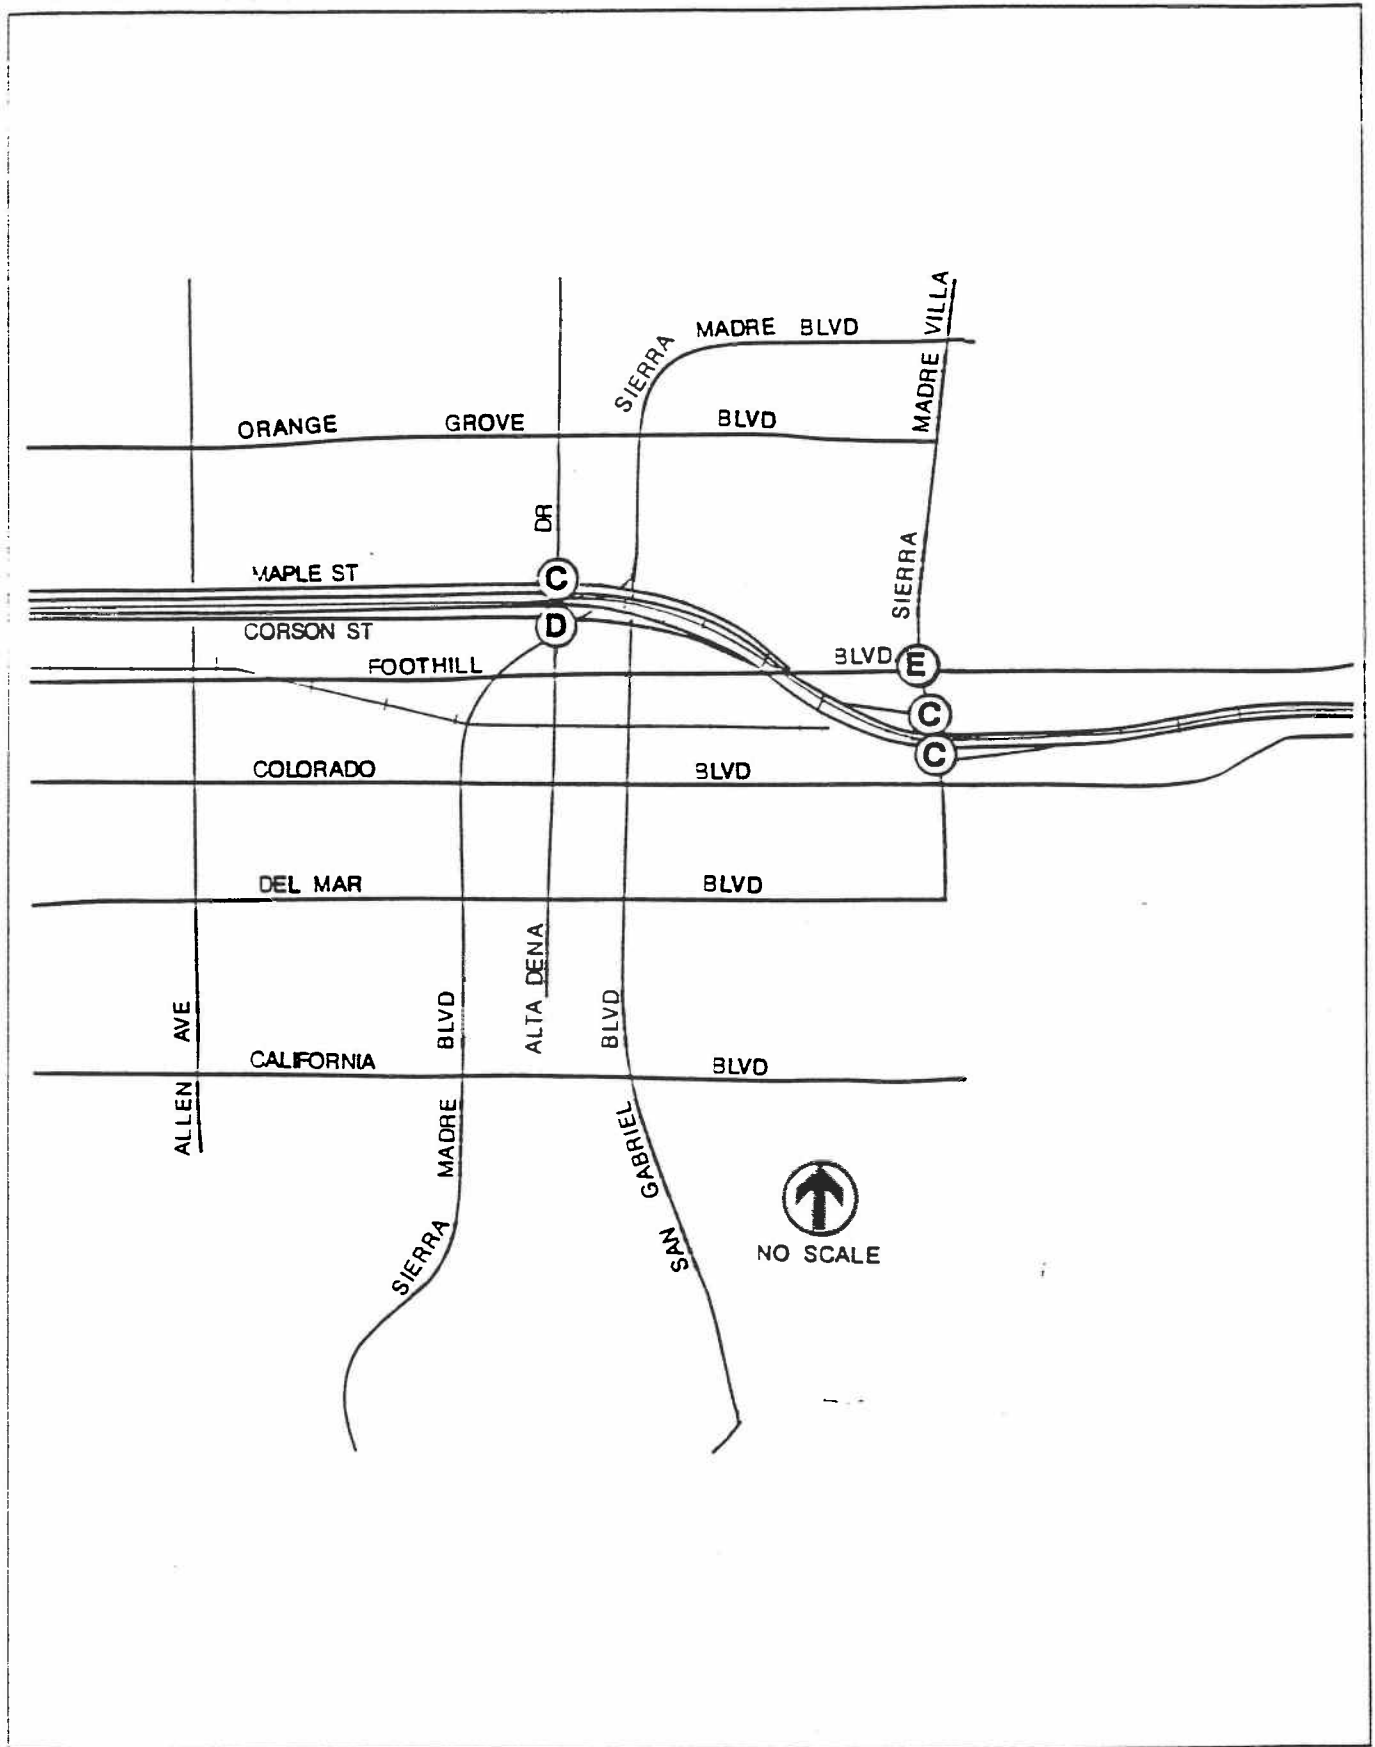 SIERRA MADRE BLVD
SIERRA MADRE VILLA
ORANGE GROVE BLVD
DR
MAPLE ST
C
CORSON ST
D
FOOTHILL BLVD
E
C
C
COLORADO BLVD
DEL MAR BLVD
ALLEN AVE
SIERRA MADRE BLVD
ALTA DENA
SAN GABRIEL BLVD
CALIFORNIA BLVD
NO SCALE